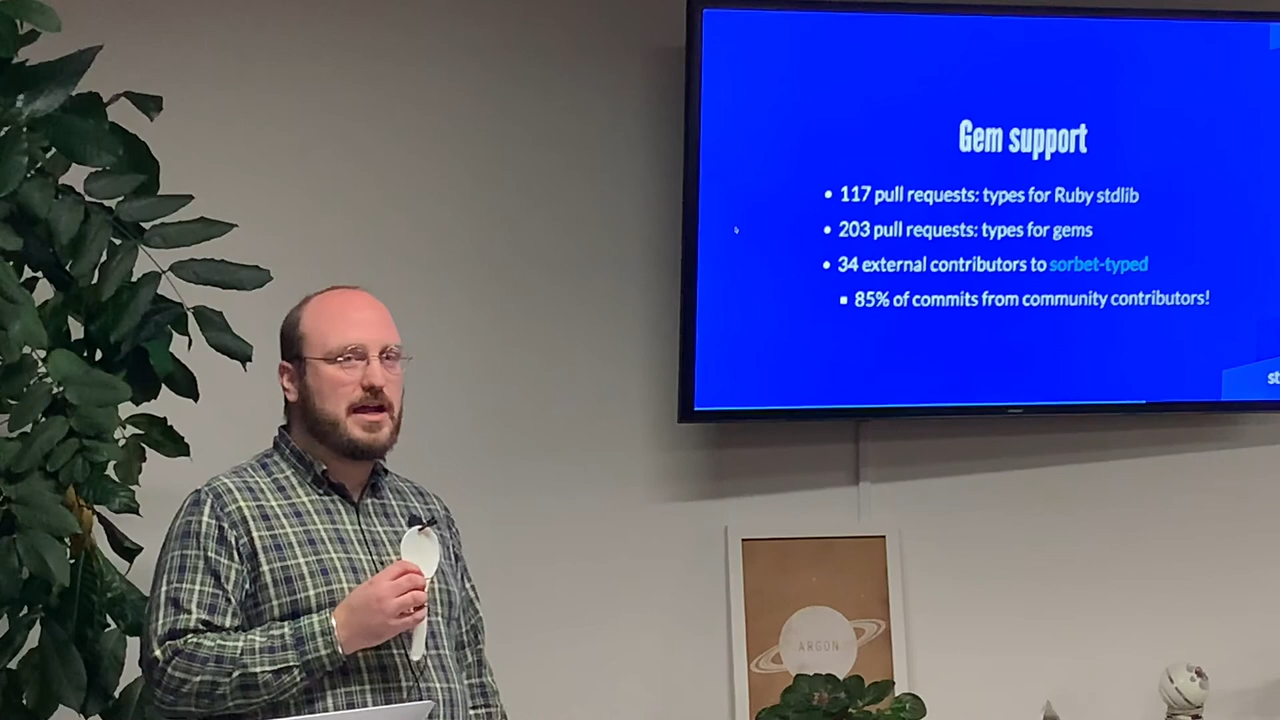 Gem support
• 117 pull requests: types for Ruby stdlib
• 203 pull requests: types for gems
• 34 external contributors to sorbet-typed
▪ 85% of commits from community contributors!
st
ARGON